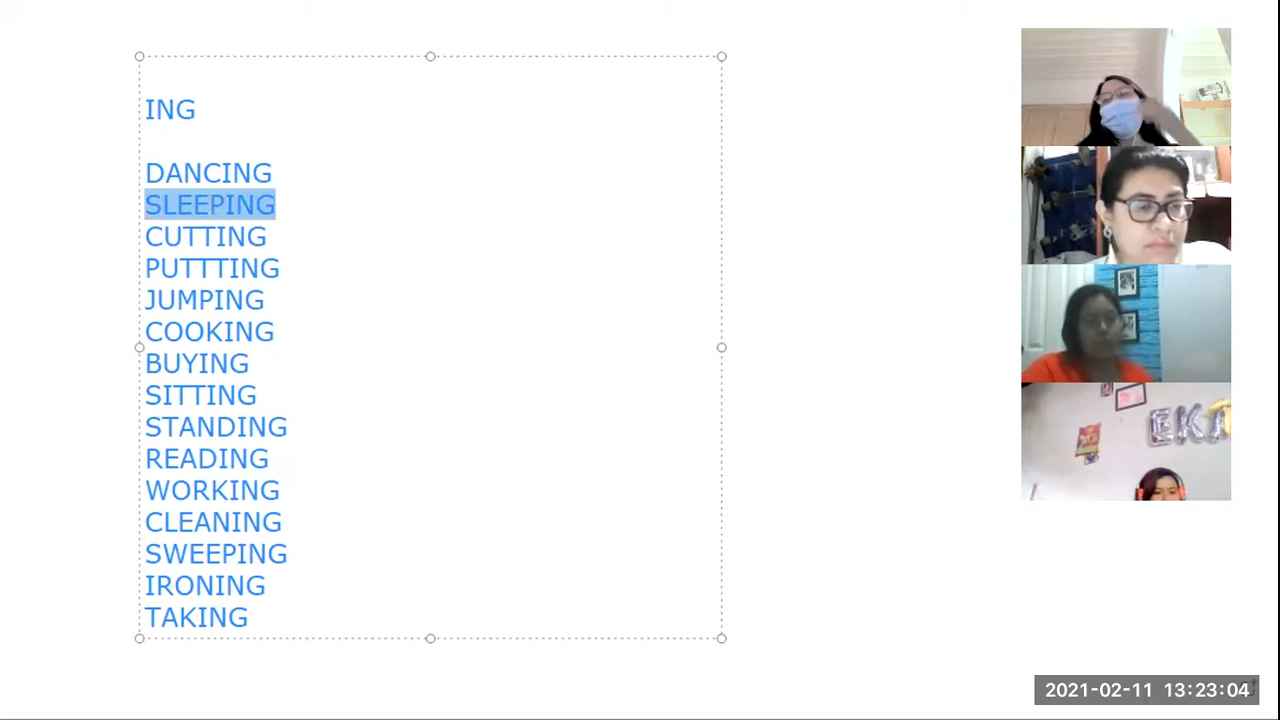 ING
DANCING
SLEEPING
CUTTING
PUTTTING
JUMPING
COOKING
BUYING
SITTING
STANDING
READING
WORKING
CLEANING
SWEEPING
IRONING
TAKING
EKA
2021-02-11 13:23:04